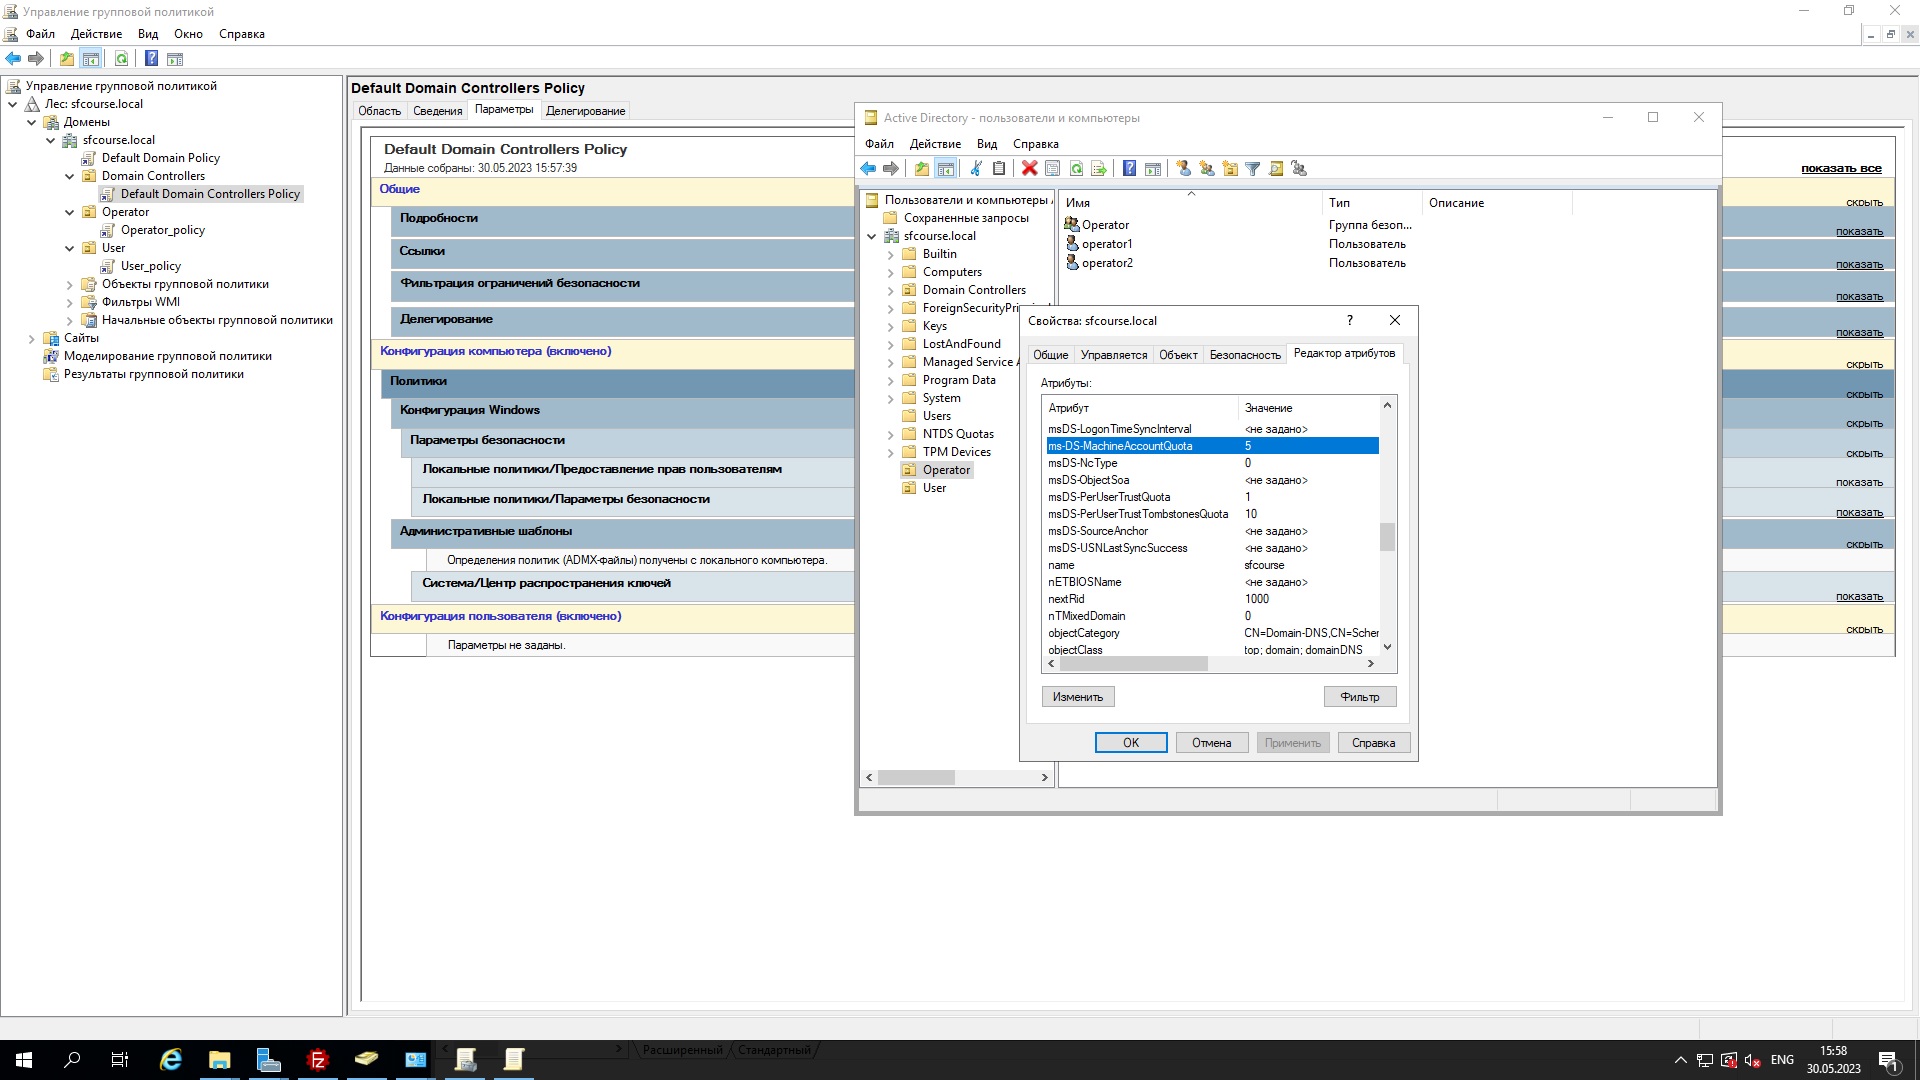 Управление групповой политикой
Файл Действие Вид Окно Справка
Управление групповой политикой
Лес: sfcourse.local
Домены
sfcourse.local
Default Domain Policy
Domain Controllers
Default Domain Controllers Policy
Operator
Operator_policy
User
User_policy
Объекты групповой политики
Фильтры WMI
Начальные объекты групповой политики
Сайты
Моделирование групповой политики
Результаты групповой политики
Default Domain Controllers Policy
Область Сведения Параметры Делегирование
Default Domain Controllers Policy
Данные собраны: 30.05.2023 15:57:39
показать все
Общие
скрыть
Подробности
показать
Ссылки
показать
Фильтрация ограничений безопасности
показать
Делегирование
показать
Конфигурация компьютера (включено)
скрыть
Политики
скрыть
Конфигурация Windows
скрыть
Параметры безопасности
скрыть
Локальные политики/Предоставление прав пользователям
показать
Локальные политики/Параметры безопасности
показать
Административные шаблоны
скрыть
Определения политик (ADMX-файлы) получены с локального компьютера.
Система/Центр распространения ключей
показать
Конфигурация пользователя (включено)
скрыть
Параметры не заданы.
Active Directory - пользователи и компьютеры
Файл Действие Вид Справка
Пользователи и компьютеры
Сохраненные запросы
sfcourse.local
Builtin
Computers
Domain Controllers
ForeignSecurityPrincipal
Keys
LostAndFound
Managed Service A
Program Data
System
Users
NTDS Quotas
TPM Devices
Operator
User
Имя Тип Описание
Operator Группа безоп...
operator1 Пользователь
operator2 Пользователь
Свойства: sfcourse.local
?
Общие Управляется Объект Безопасность Редактор атрибутов
Атрибуты:
Атрибут Значение
msDS-LogonTimeSyncInterval <не задано>
ms-DS-MachineAccountQuota 5
msDS-NcType 0
msDS-ObjectSoa <не задано>
msDS-PerUserTrustQuota 1
msDS-PerUserTrustTombstonesQuota 10
msDS-SourceAnchor <не задано>
msDS-USNLastSyncSuccess <не задано>
name sfcourse
nETBIOSName <не задано>
nextRid 1000
nTMixedDomain 0
objectCategory CN=Domain-DNS,CN=Scher
objectClass top; domain; domainDNS
Изменить Фильтр
OK Отмена Применить Справка
Расширенный Стандартный
ENG
15:58
30.05.2023
1